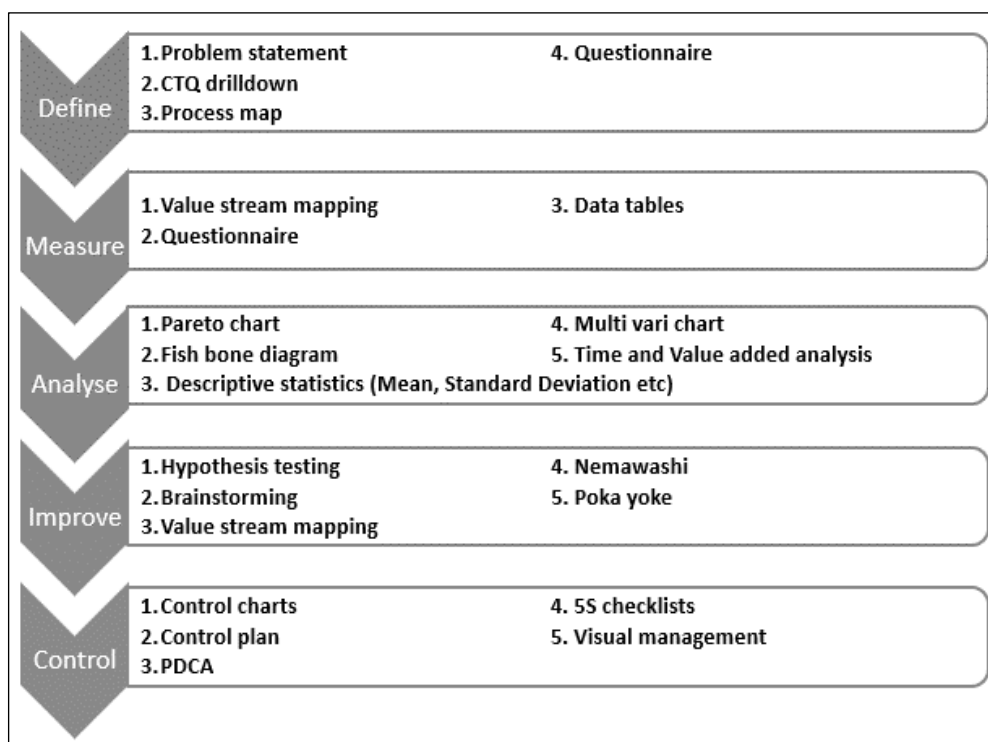 Define
1. Problem statement
2. CTQ drilldown
3. Process map
4. Questionnaire
Measure
1. Value stream mapping
2. Questionnaire
3. Data tables
Analyse
1. Pareto chart
2. Fish bone diagram
3. Descriptive statistics (Mean, Standard Deviation etc)
4. Multi vari chart
5. Time and Value added analysis
Improve
1. Hypothesis testing
2. Brainstorming
3. Value stream mapping
4. Nemawashi
5. Poka yoke
Control
1. Control charts
2. Control plan
3. PDCA
4. 5S checklists
5. Visual management